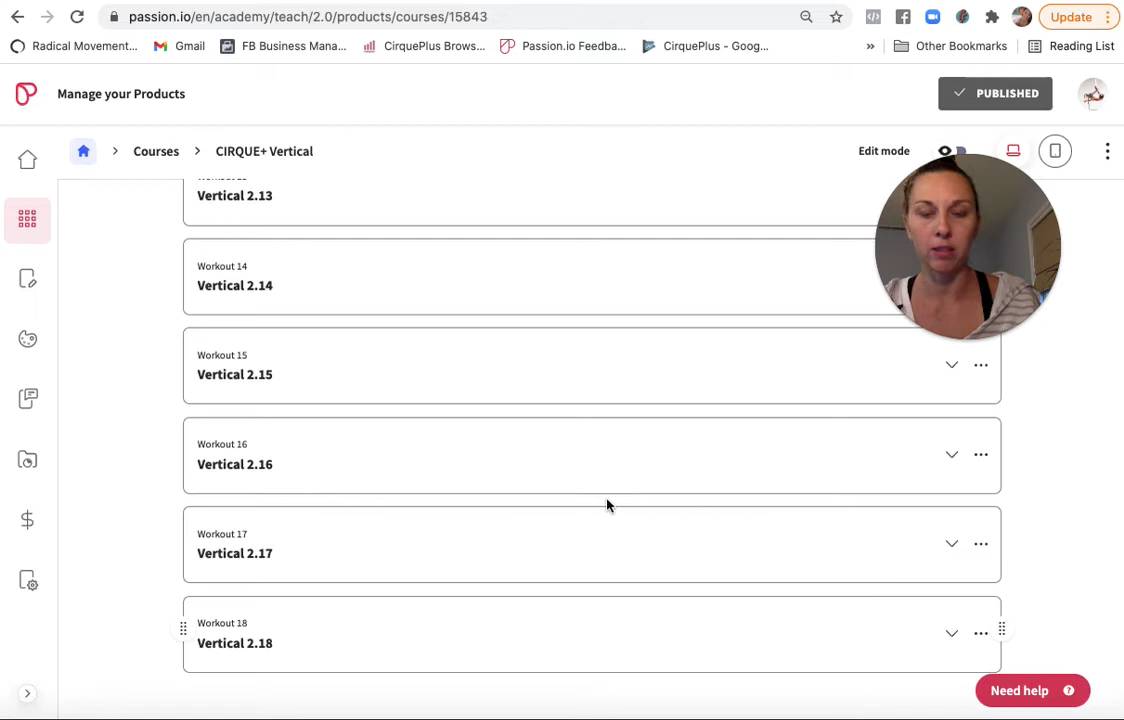 passion.io/en/academy/teach/2.0/products/courses/15843
Update
Radical Movement...
Gmail
FB Business Mana...
CirquePlus Brows...
Passion.io Feedba...
CirquePlus - Goog...
»
Other Bookmarks
Reading List
Manage your Products
PUBLISHED
Courses
CIRQUE+ Vertical
Edit mode
Vertical 2.13
Workout 14
Vertical 2.14
Workout 15
Vertical 2.15
Workout 16
Vertical 2.16
Workout 17
Vertical 2.17
Workout 18
Vertical 2.18
Need help ?